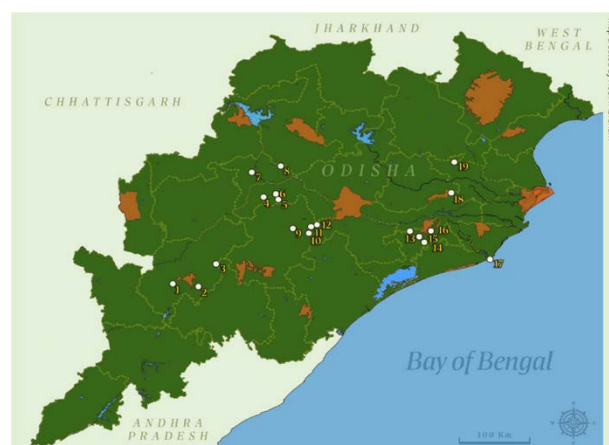 JHARKHAND
WEST
BENGAL
CHHATTISGARH
ODISHA
19
8
7
6
4
5
18
12
9
11
10
13
16
15
14
17
3
1
2
Bay of Bengal
ANDHRA
PRADESH
100 Km